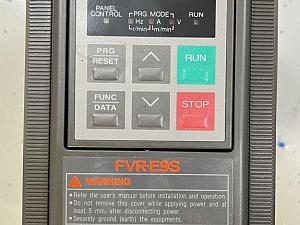 PANEL CONTROL PRG. MODE RUN
Hz A V
r/min m/min
PRG RESET
RUN
FUNC DATA
STOP
FVR-E9S
WARNING
Refer the user's manual before installation and operation.
Do not remove this cover while applying power and at
least 5 min. after disconnecting power.
Securely ground (earth) the equipments.